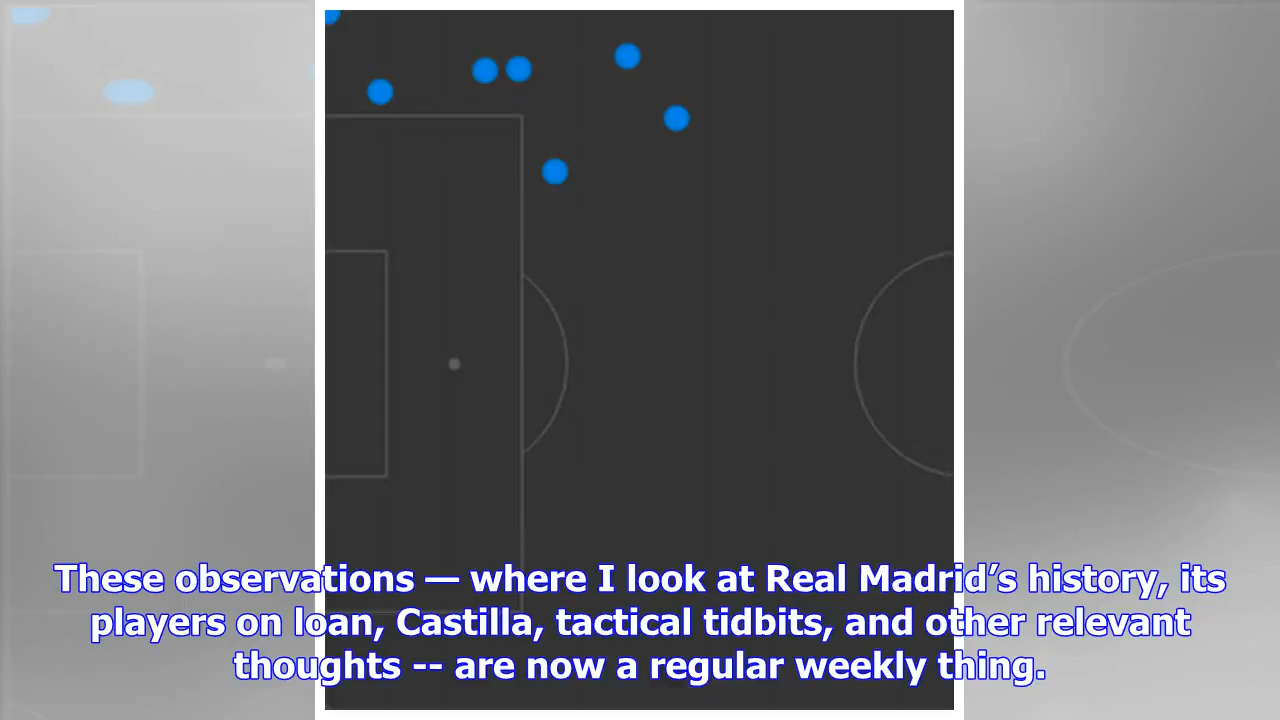 These observations — where I look at Real Madrid’s history, its
players on loan, Castilla, tactical tidbits, and other relevant
thoughts -- are now a regular weekly thing.